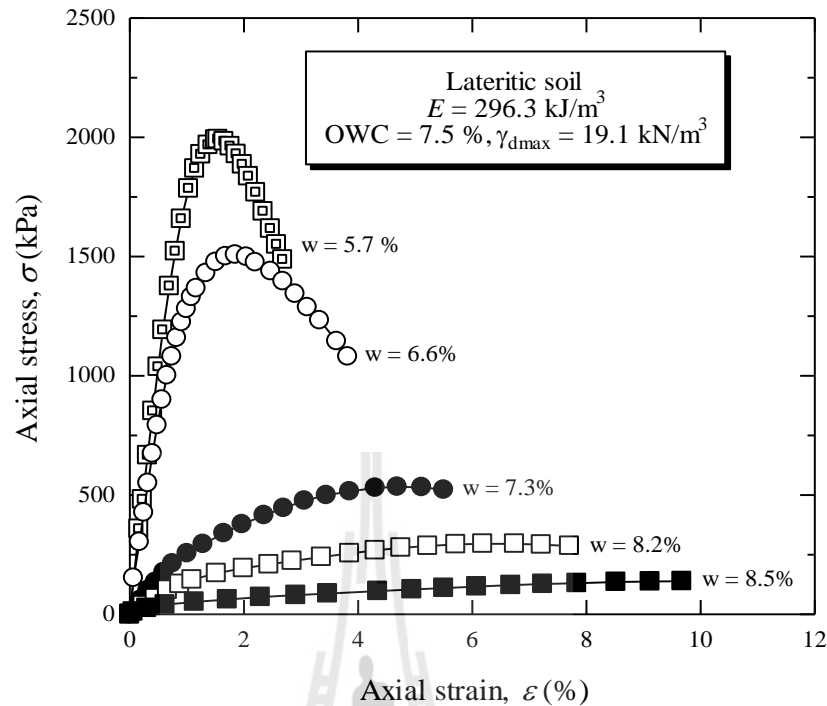 2500
2000
1500
1000
500
0
Axial stress, σ (kPa)
Lateritic soil
E = 296.3 kJ/m³
OWC = 7.5 %, γdmax = 19.1 kN/m³
w = 5.7 %
w = 6.6%
w = 7.3%
w = 8.2%
w = 8.5%
0 2 4 6 8 10 12
Axial strain, ε (%)